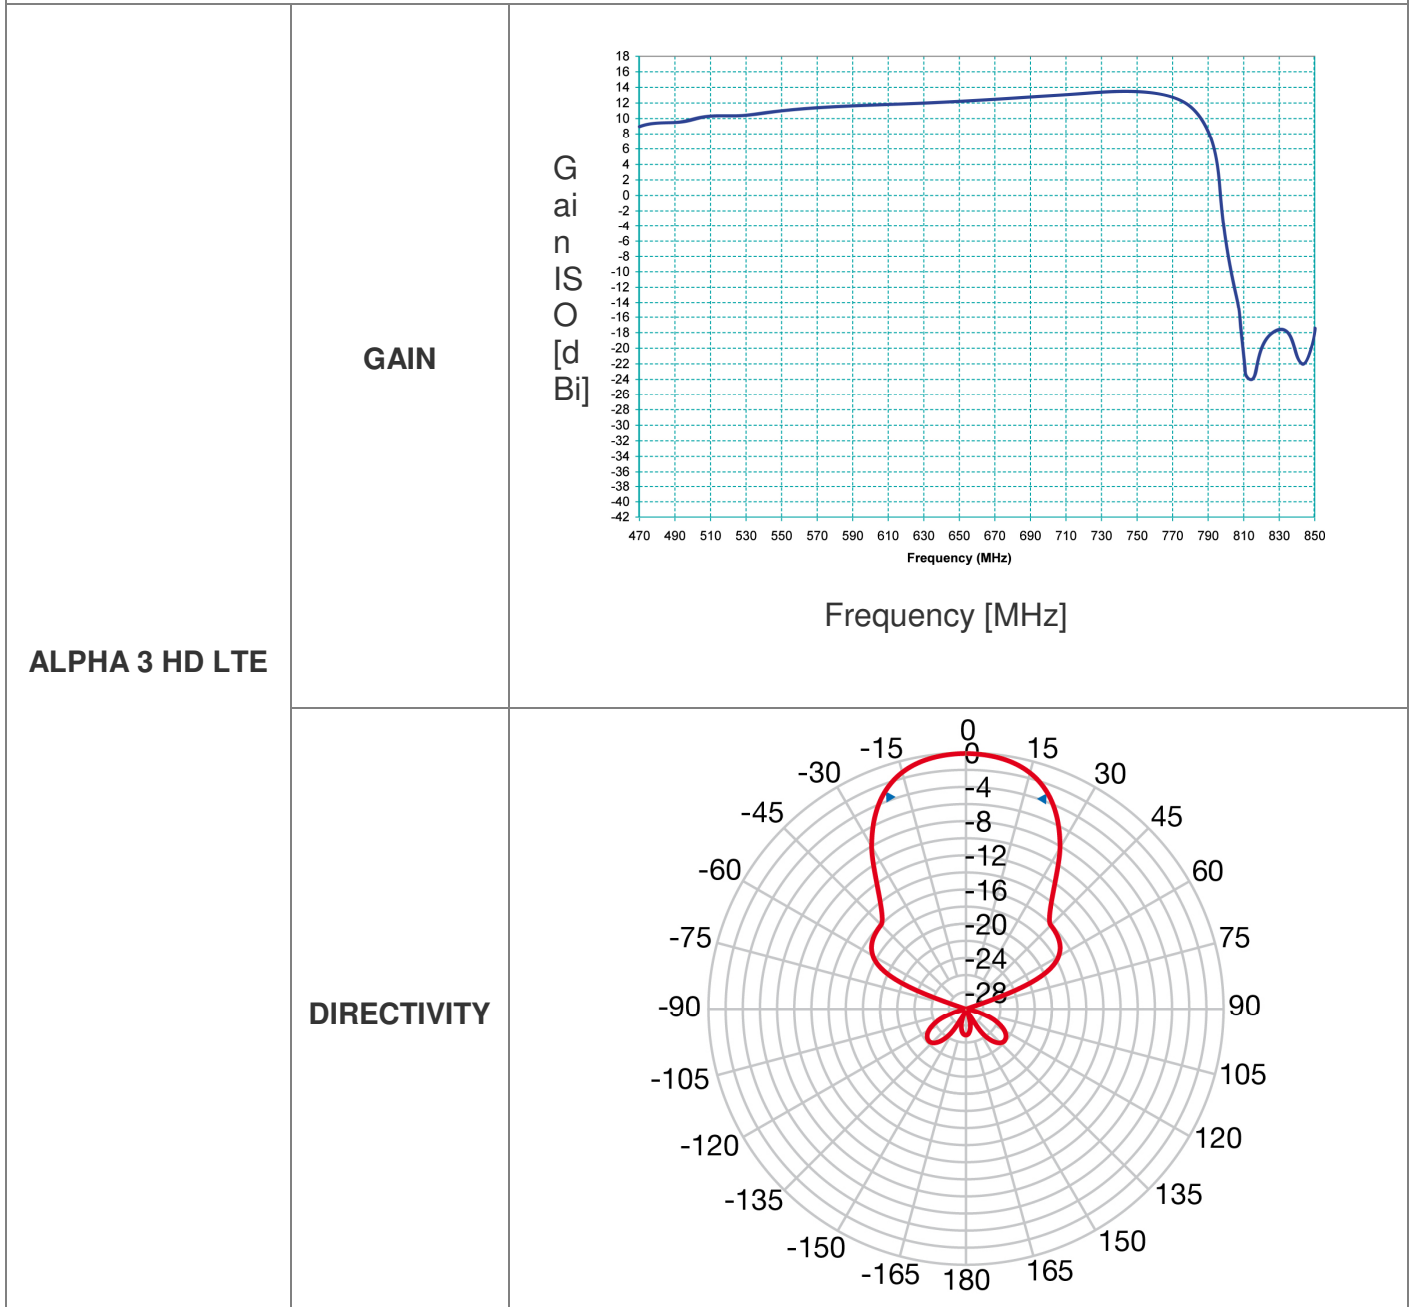 ALPHA 3 HD LTE
GAIN
G
ai
n
IS
O
[d
Bi]
18
16
14
12
10
8
6
4
2
0
-2
-4
-6
-8
-10
-12
-14
-16
-18
-20
-22
-24
-26
-28
-30
-32
-34
-36
-38
-40
-42
470 490 510 530 550 570 590 610 630 650 670 690 710 730 750 770 790 810 830 850
Frequency (MHz)
Frequency [MHz]
DIRECTIVITY
0
-15 0 15
-30 30
-4
-45 -8 45
-12
-60 60
-16
-20
-75 75
-24
-28
-90 90
-105 105
-120 120
-135 135
-150 150
-165 180 165